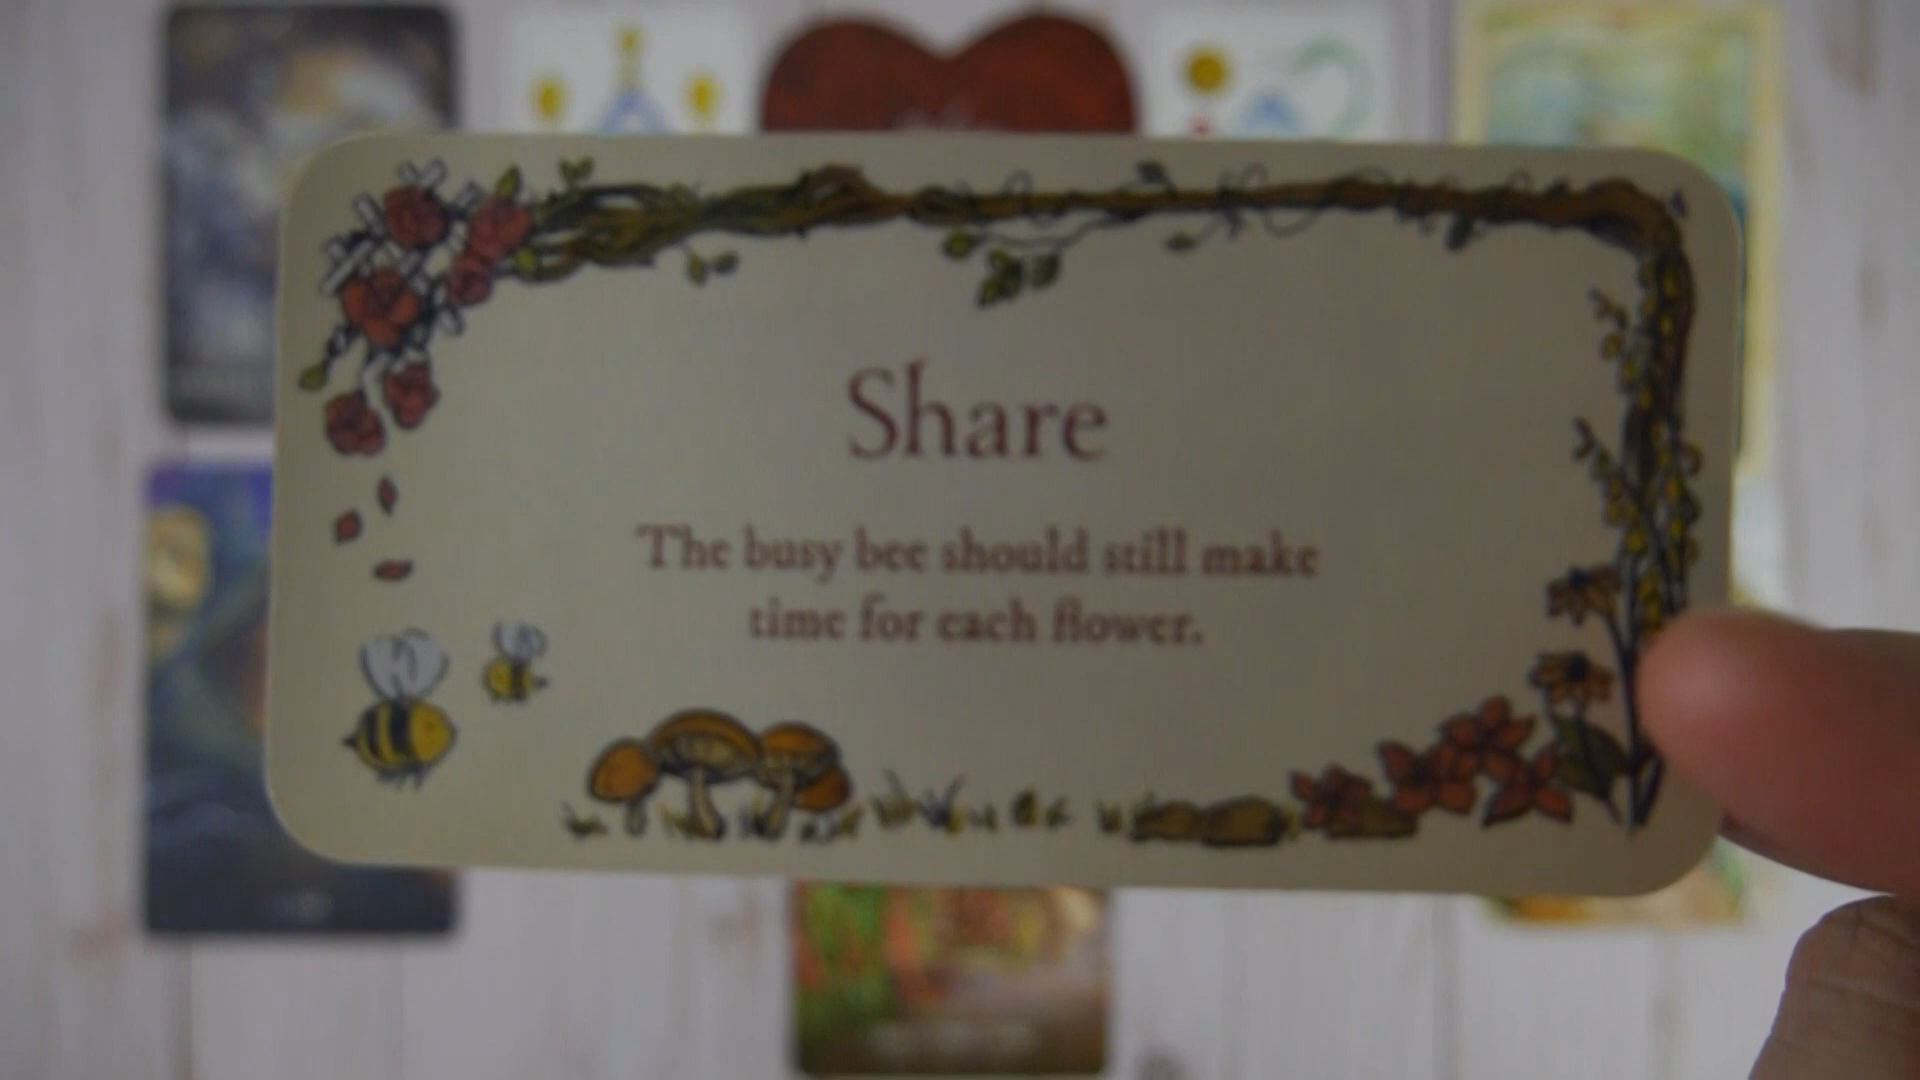 Share
The busy bee should still make
time for each flower.